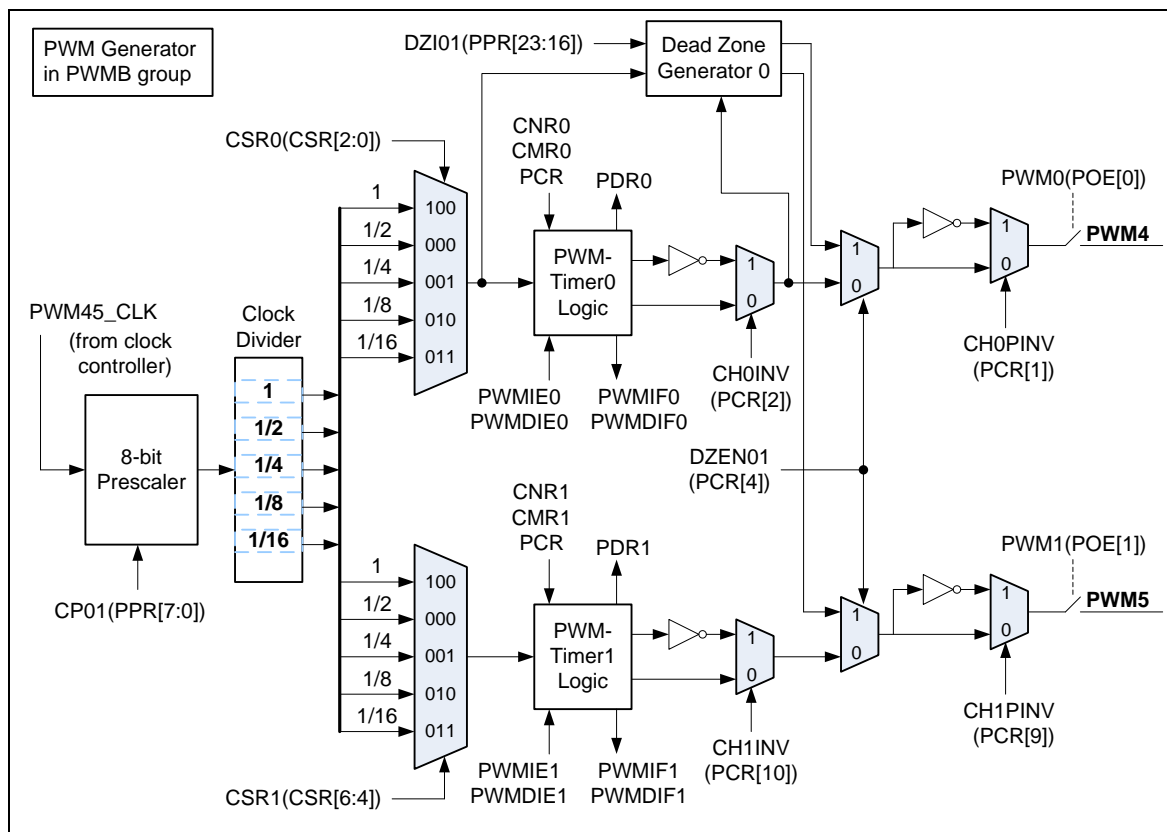 PWM Generator
in PWMB group
DZI01(PPR[23:16])
Dead Zone
Generator 0
CSR0(CSR[2:0])
CNR0
CMR0
PCR
PDR0
PWM0(POE[0])
PWM4
1
1/2
1/4
1/8
1/16
100
000
001
010
011
PWM-
Timer0
Logic
1
0
1
0
1
0
PWM45_CLK
(from clock
controller)
Clock
Divider
CH0PINV
(PCR[1])
PWMIE0
PWMDIE0
PWMIF0
PWMDIF0
CH0INV
(PCR[2])
8-bit
Prescaler
1
1/2
1/4
1/8
1/16
DZEN01
(PCR[4])
CP01(PPR[7:0])
CNR1
CMR1
PCR
PDR1
PWM1(POE[1])
PWM5
1
1/2
1/4
1/8
1/16
100
000
001
010
011
PWM-
Timer1
Logic
1
0
1
0
1
0
CH1PINV
(PCR[9])
CSR1(CSR[6:4])
PWMIE1
PWMDIE1
PWMIF1
PWMDIF1
CH1INV
(PCR[10])